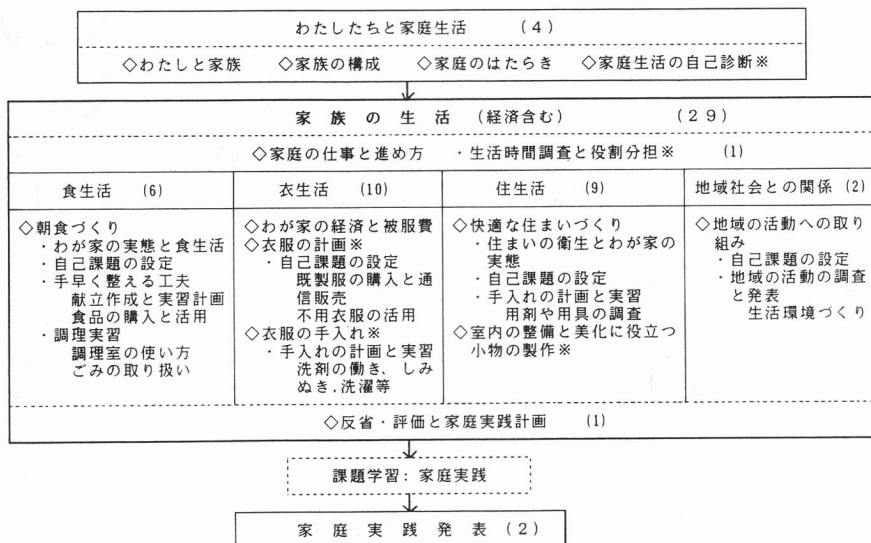 わたしたちと家庭生活 (4)
◇わたしと家族 ◇家族の構成 ◇家庭のはたらき ◇家庭生活の自己診断※
家族の生活 (経済含む) (29)
◇家庭の仕事と進め方 ・生活時間調査と役割分担※ (1)
食生活 (6)
◇朝食づくり
・わが家の実態と食生活
・自己課題の設定
・手早く整える工夫
献立作成と実習計画
食品の購入と活用
・調理実習
調理室の使い方
ごみの取り扱い
衣生活 (10)
◇わが家の経済と被服費
◇衣服の計画※
・自己課題の設定
既製服の購入と通
信販売
不用衣服の活用
◇衣服の手入れ※
・手入れの計画と実習
洗剤の働き、しみ
ぬき.洗濯等
住生活 (9)
◇快適な住まいづくり
・住まいの衛生とわが家の
実態
・自己課題の設定
・手入れの計画と実習
用剤や用具の調査
◇室内の整備と美化に役立つ
小物の製作※
地域社会との関係 (2)
◇地域の活動への取り
組み
・自己課題の設定
・地域の活動の調査
と発表
生活環境づくり
◇反省・評価と家庭実践計画 (1)
課題学習: 家庭実践
家庭実践発表 (2)